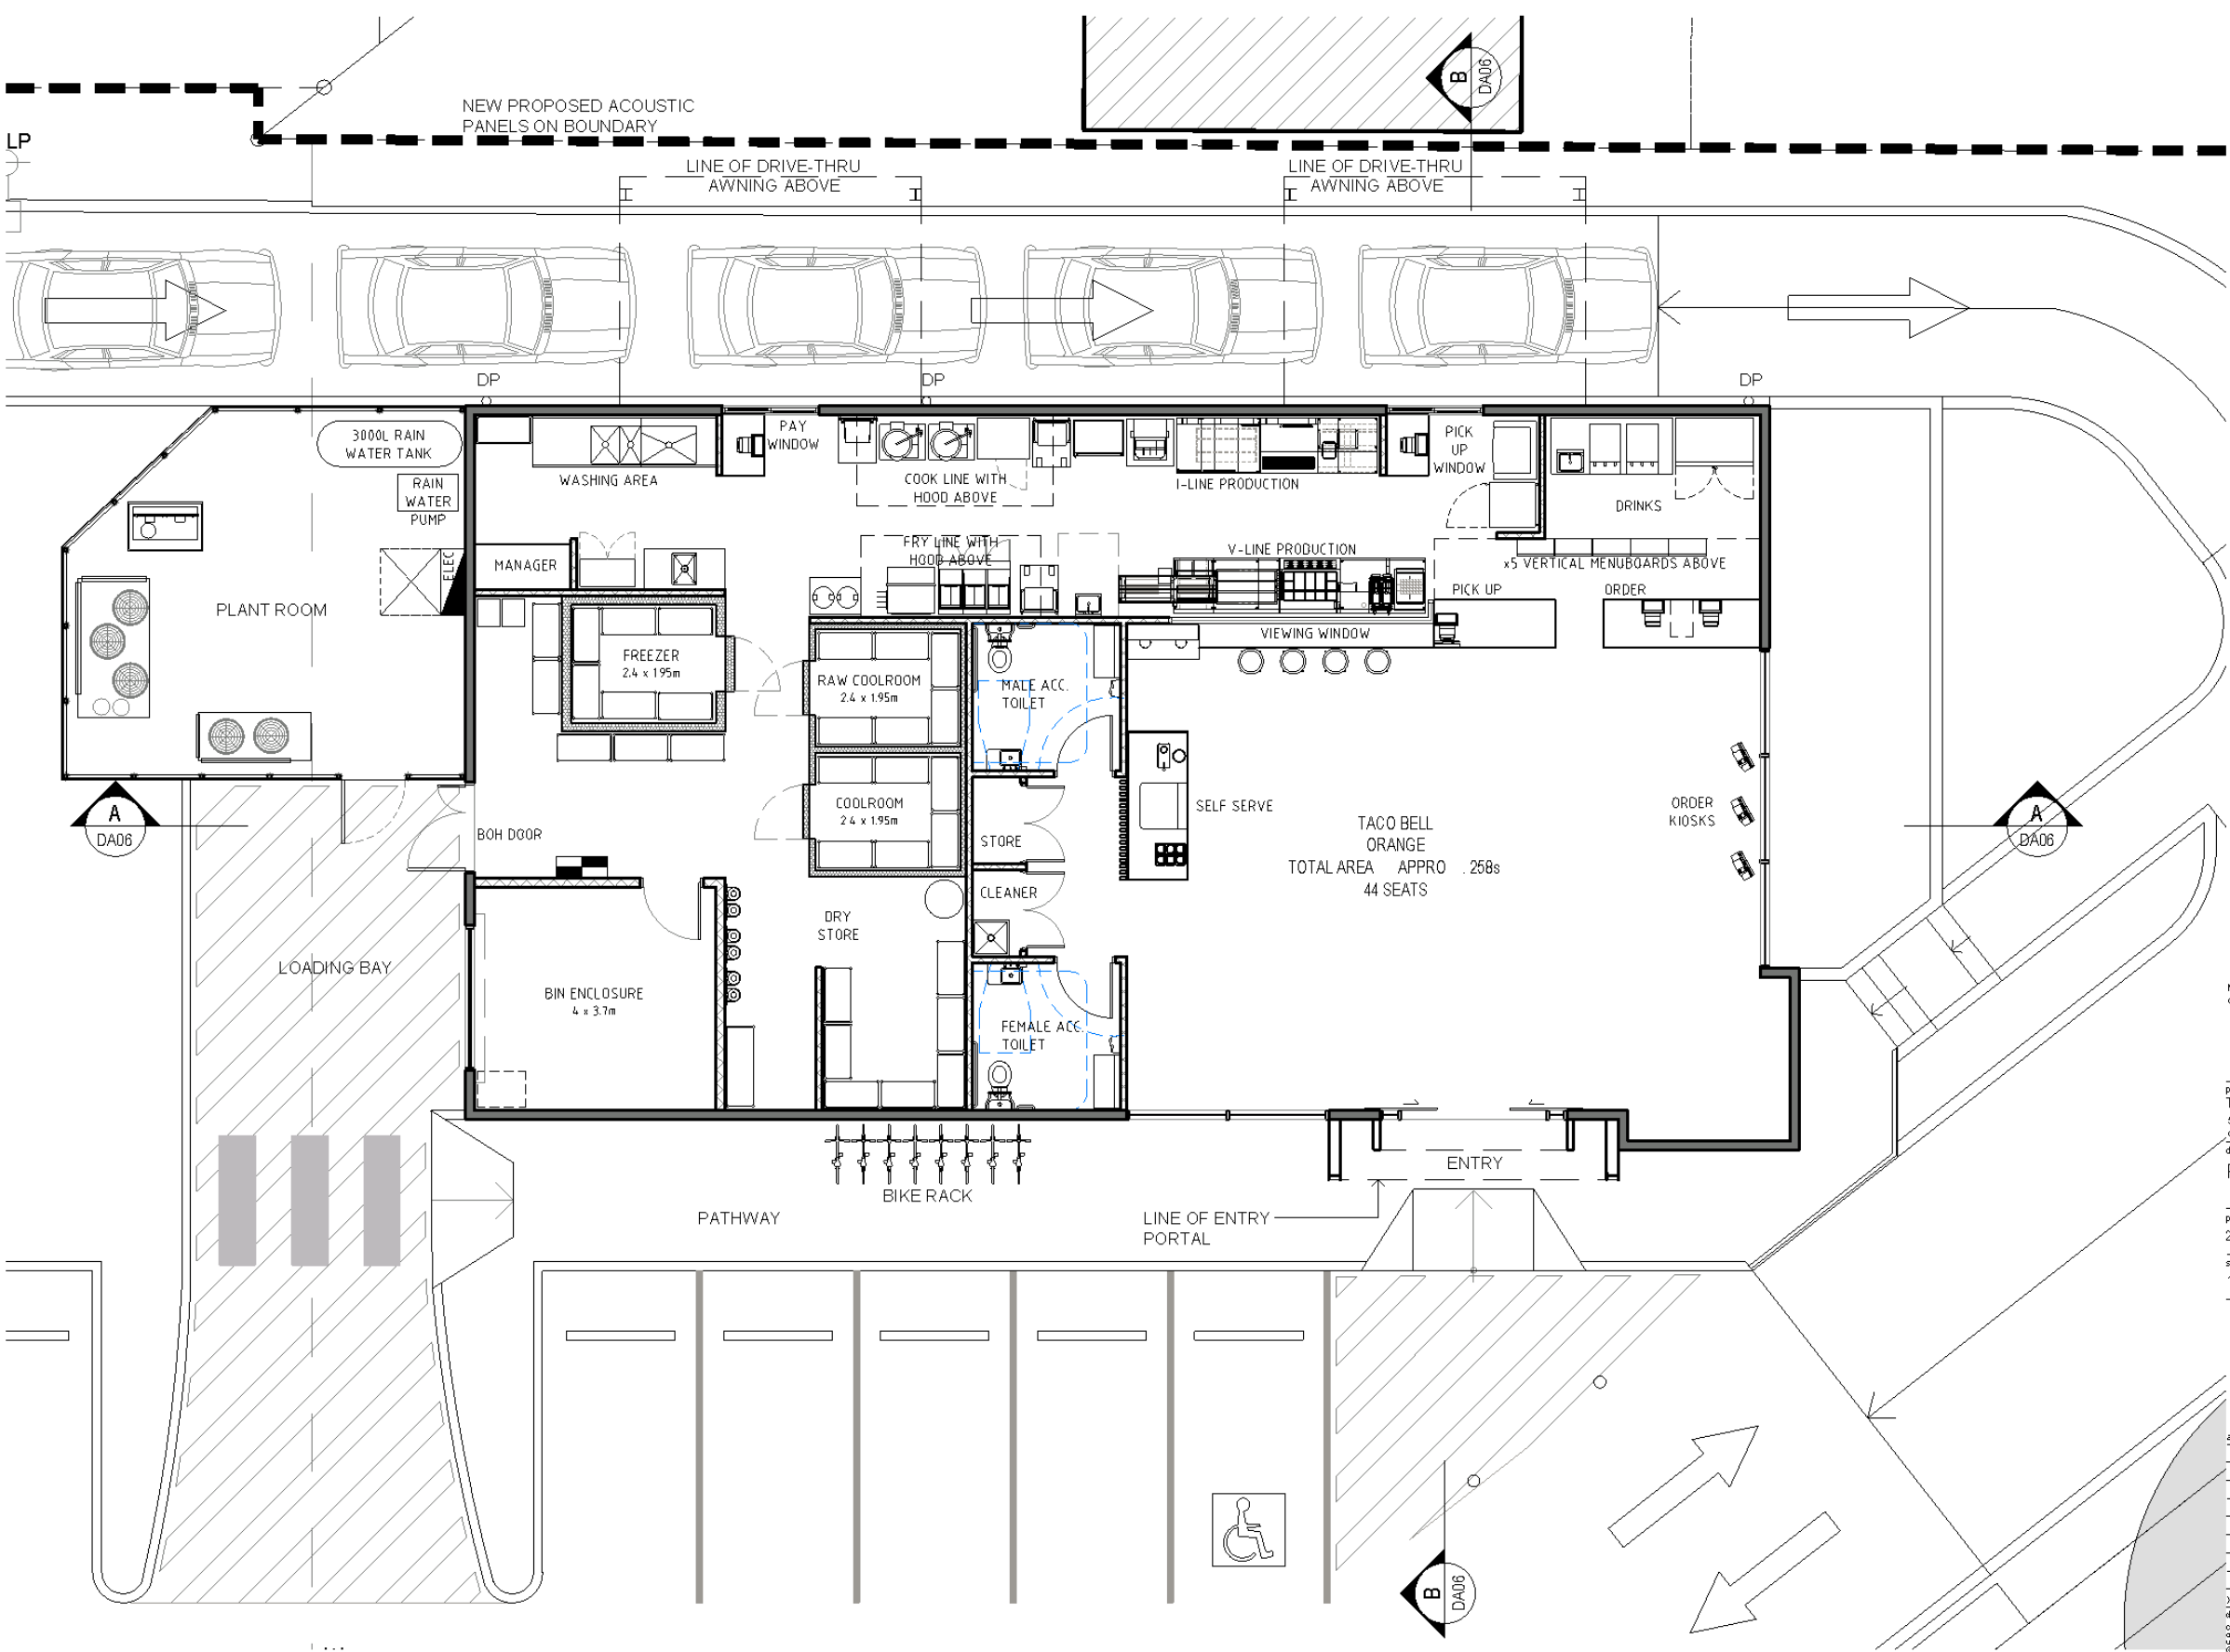 NEW PROPOSED ACOUSTIC
PANELS ON BOUNDARY
B
DA06
LP
LINE OF DRIVE-THRU
AWNING ABOVE
LINE OF DRIVE-THRU
AWNING ABOVE
DP
DP
DP
3000L RAIN
WATER TANK
RAIN
WATER
PUMP
ELEC
PLANT ROOM
WASHING AREA
PAY
WINDOW
COOK LINE WITH
HOOD ABOVE
I-LINE PRODUCTION
PICK
UP
WINDOW
DRINKS
MANAGER
FRY LINE WITH
HOOD ABOVE
V-LINE PRODUCTION
x5 VERTICAL MENUBOARDS ABOVE
PICK UP
ORDER
VIEWING WINDOW
FREEZER
2.4 x 1.95m
RAW COOLROOM
2.4 x 1.95m
MALE ACC.
TOILET
COOLROOM
2.4 x 1.95m
A
DA06
BOH DOOR
STORE
SELF SERVE
TACO BELL
ORANGE
TOTAL AREA APPRO . 258s
44 SEATS
ORDER
KIOSKS
A
DA06
CLEANER
DRY
STORE
LOADING BAY
BIN ENCLOSURE
4 x 3.7m
FEMALE ACC.
TOILET
ENTRY
BIKE RACK
PATHWAY
LINE OF ENTRY
PORTAL
B
DA06